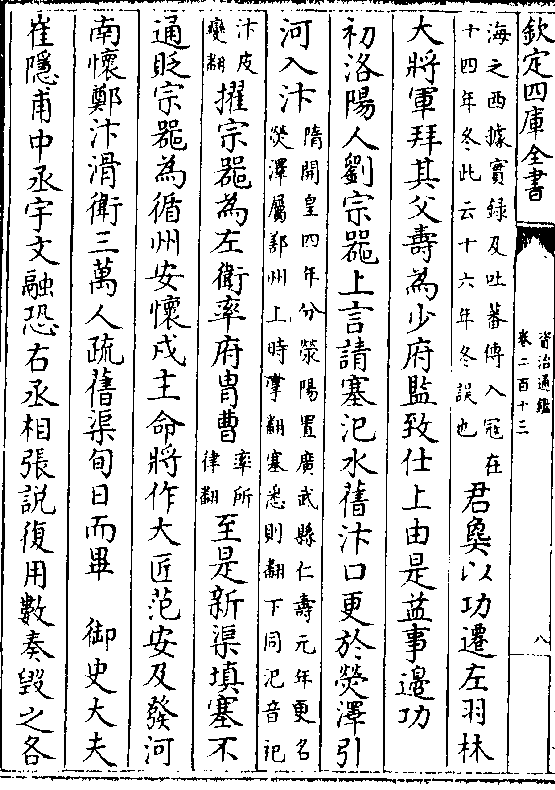 欽定四庫全書
資治通鑑
卷二百十三
八
海之西據實録及吐蕃傳入冦在
十四年冬此云十六年冬誤也
君㚟以功遷左羽林
大將軍拜其父壽為少府監致仕上由是益事邊功
初洛陽人劉宗器上言請塞汜水舊汴口更於熒澤引
河入汴
隋開皇四年分滎陽置廣武縣仁壽元年更名
熒澤屬鄭州上時掌翻塞悉則翻下同汜音祀
汴皮
變翻
擢宗器為左衛率府胄曹
率所
律翻
至是新渠填塞不
通貶宗器為循州安懷戍主命將作大匠范安及發河
南懷鄭汴滑衛三萬人疏舊渠旬日而畢　御史大夫
崔隱甫中丞宇文融恐右丞相張説復用數奏毁之各